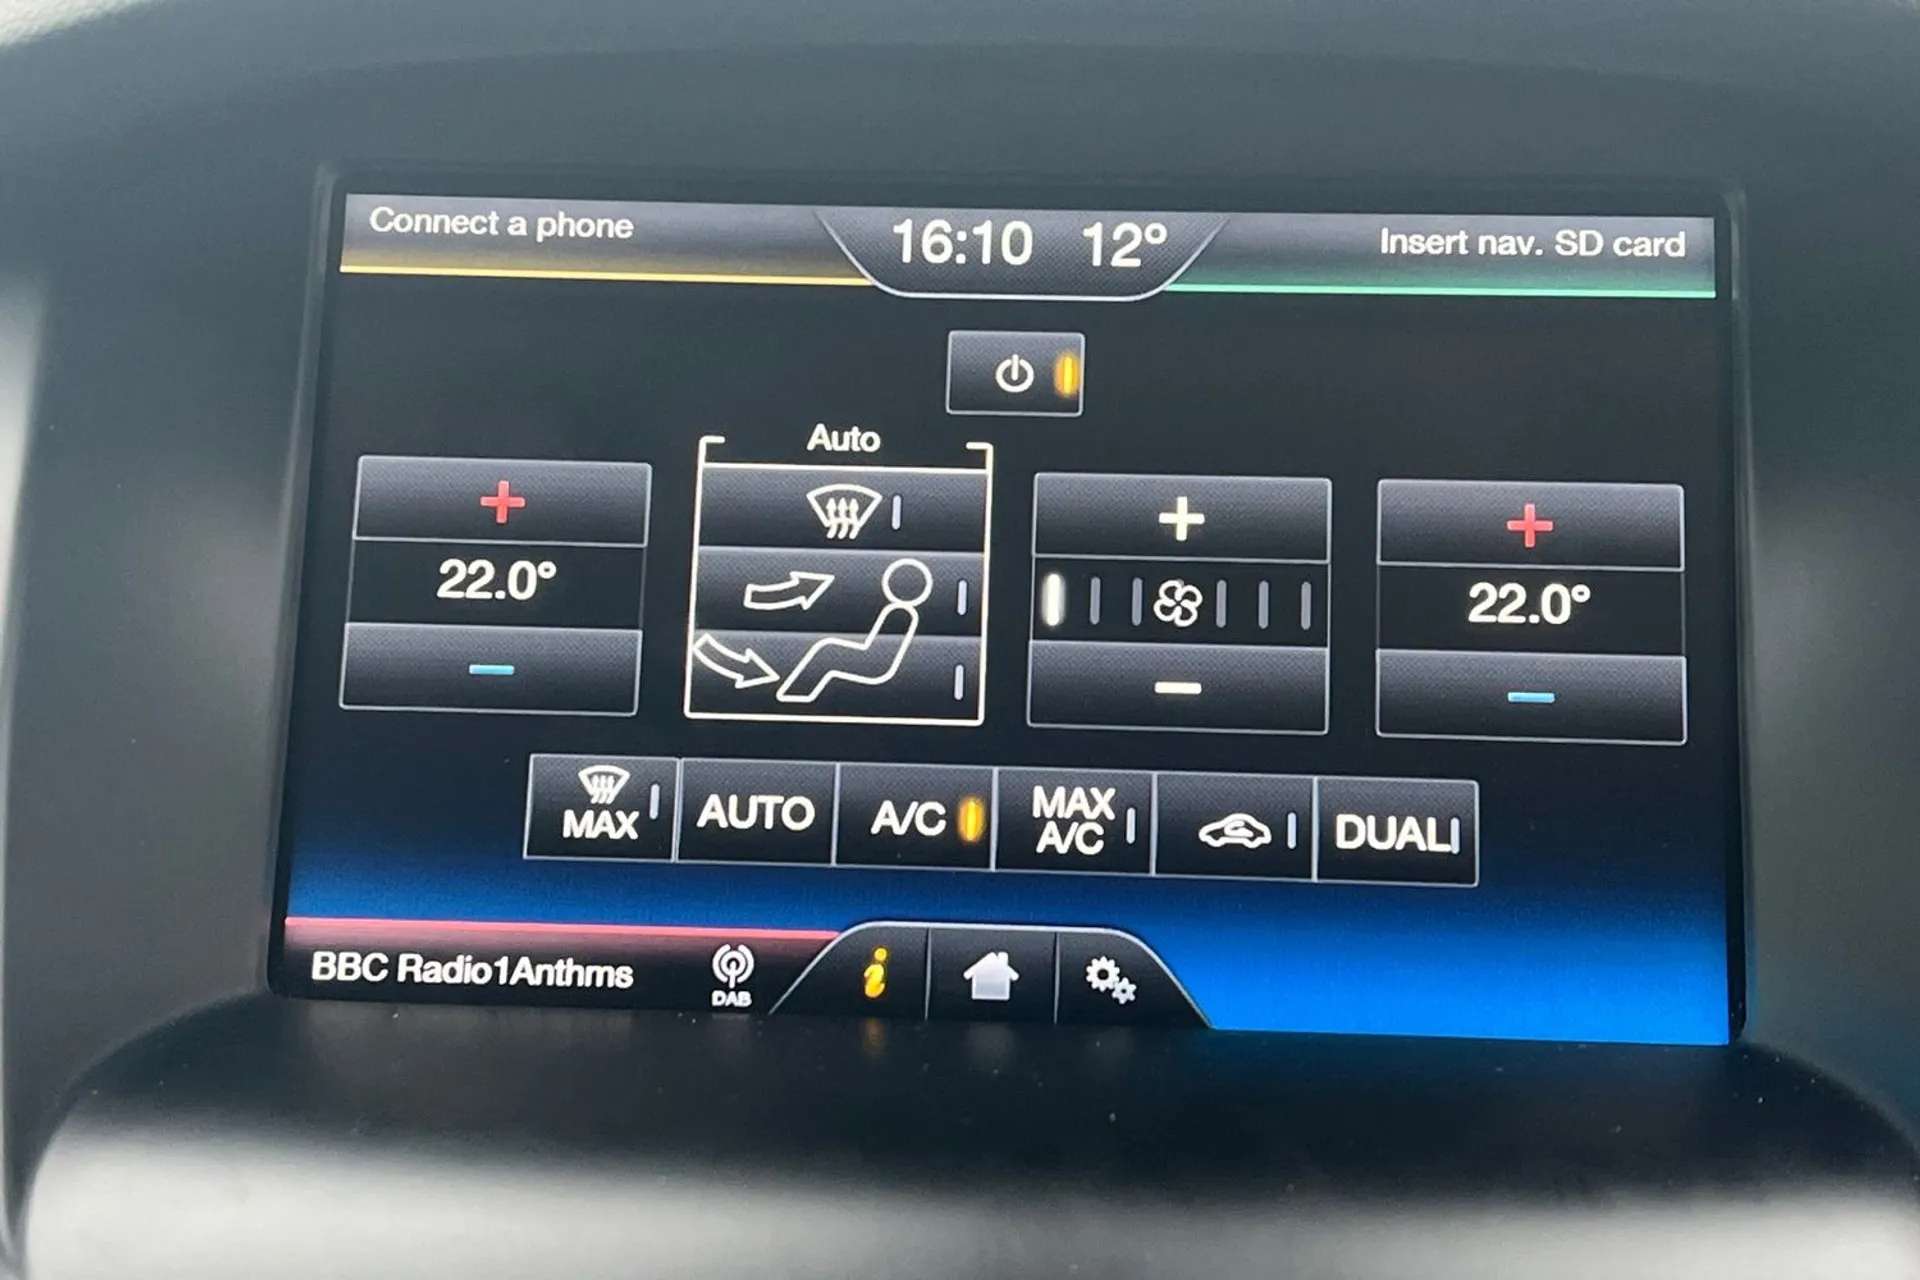 Connect a phone
16:10 12°
Insert nav. SD card
Auto
22.0°
22.0°
MAX
AUTO
A/C
MAX
A/C
DUAL
BBC Radio1Anthms
DAB